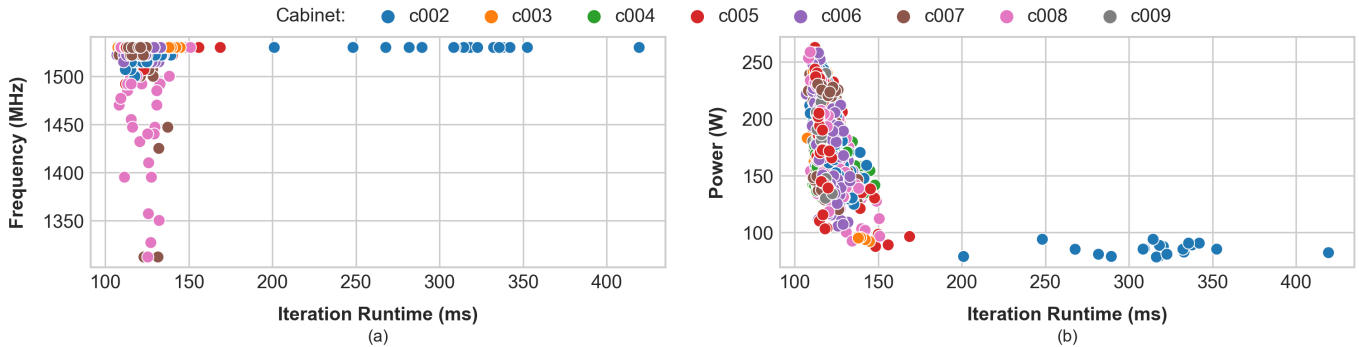 Cabinet: c002 c003 c004 c005 c006 c007 c008 c009
Frequency (MHz)
1500
1450
1400
1350
100 150 200 250 300 350 400
Iteration Runtime (ms)
(a)
Power (W)
250
200
150
100
100 150 200 250 300 350 400
Iteration Runtime (ms)
(b)